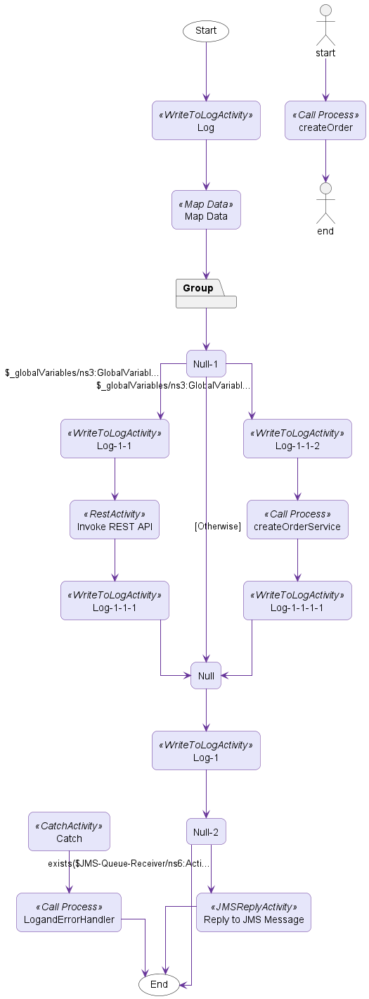 Start
start
«WriteToLogActivity»
Log
«Call Process»
createOrder
«Map Data»
Map Data
end
Group
Null-1
$_globalVariables/ns3:GlobalVariabl...
$_globalVariables/ns3:GlobalVariabl...
«WriteToLogActivity»
Log-1-1
«WriteToLogActivity»
Log-1-1-2
«RestActivity»
Invoke REST API
[Otherwise]
«Call Process»
createOrderService
«WriteToLogActivity»
Log-1-1-1
«WriteToLogActivity»
Log-1-1-1-1
Null
«WriteToLogActivity»
Log-1
«CatchActivity»
Catch
Null-2
exists($JMS-Queue-Receiver/ns6:Acti...
«Call Process»
LogandErrorHandler
«JMSReplyActivity»
Reply to JMS Message
End